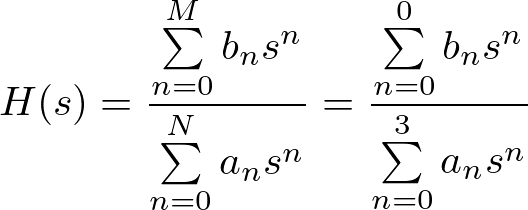 H(s) = \frac{\sum_{n=0}^{M} b_n s^n}{\sum_{n=0}^{N} a_n s^n} = \frac{\sum_{n=0}^{0} b_n s^n}{\sum_{n=0}^{3} a_n s^n}